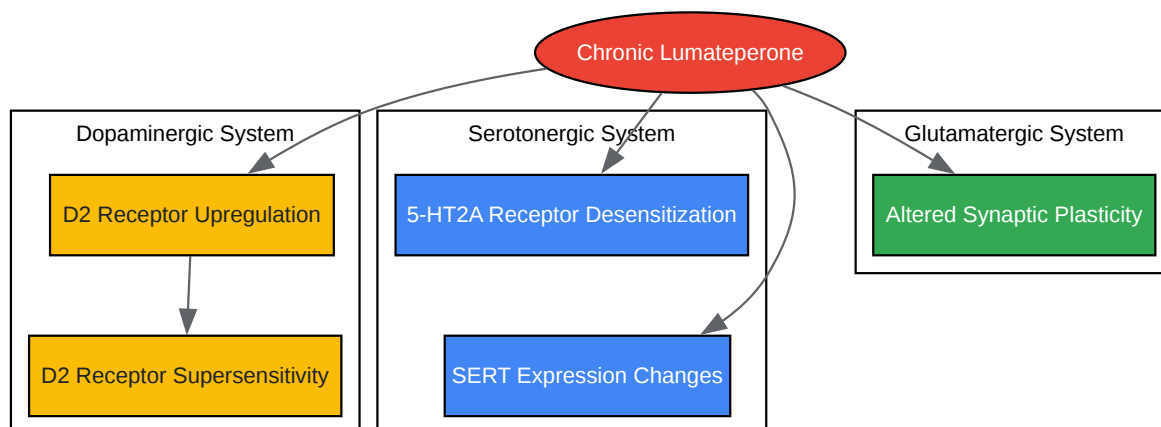 Chronic Lumateperone
Dopaminergic System
Serotonergic System
Glutamatergic System
D2 Receptor Upregulation
5-HT2A Receptor Desensitization
Altered Synaptic Plasticity
D2 Receptor Supersensitivity
SERT Expression Changes